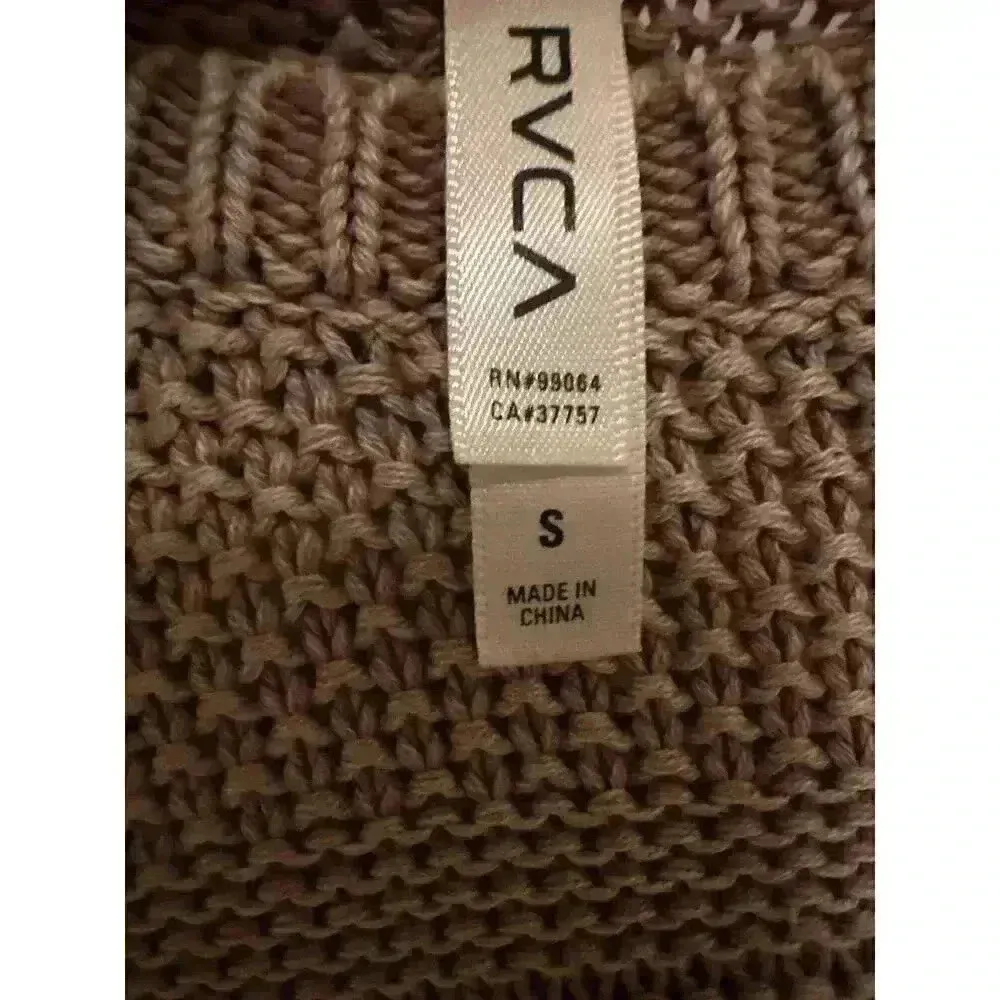 RVCA
RN#99064
CA#37757
S
MADE IN
CHINA